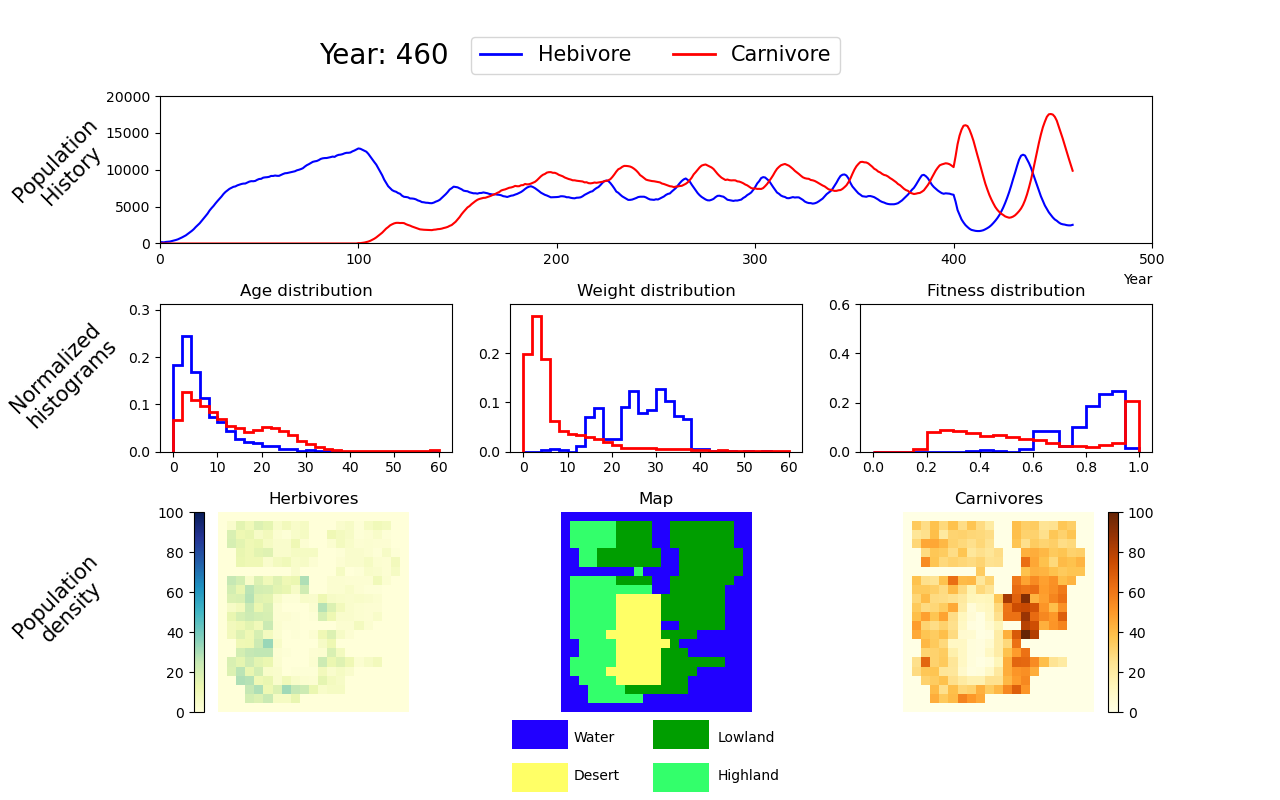 Year: 460
Hebivore
Carnivore
Population
History
20000
15000
10000
5000
0
0 100 200 300 400 500
Year
Normalized
histograms
Age distribution
0.3
0.2
0.1
0.0
0 10 20 30 40 50 60
Weight distribution
0.2
0.1
0.0
0 10 20 30 40 50 60
Fitness distribution
0.6
0.4
0.2
0.0
0.0 0.2 0.4 0.6 0.8 1.0
Population
density
Herbivores
100
80
60
40
20
0
Map
Carnivores
100
80
60
40
20
0
Water
Lowland
Desert
Highland